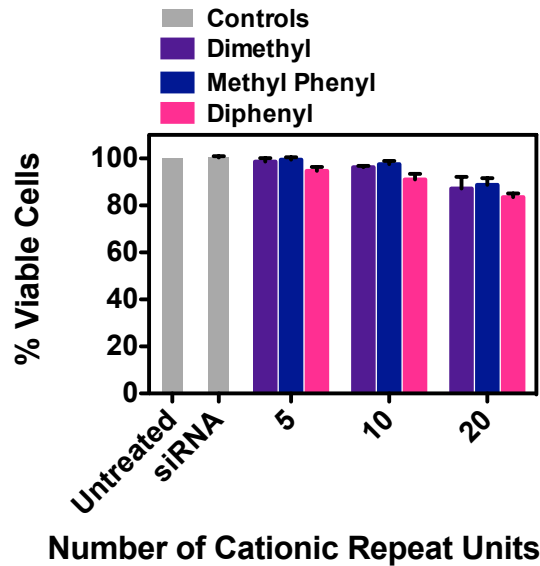 Controls
Dimethyl
Methyl Phenyl
Diphenyl
% Viable Cells
100
80
60
40
20
0
Untreated
siRNA
5
10
20
Number of Cationic Repeat Units